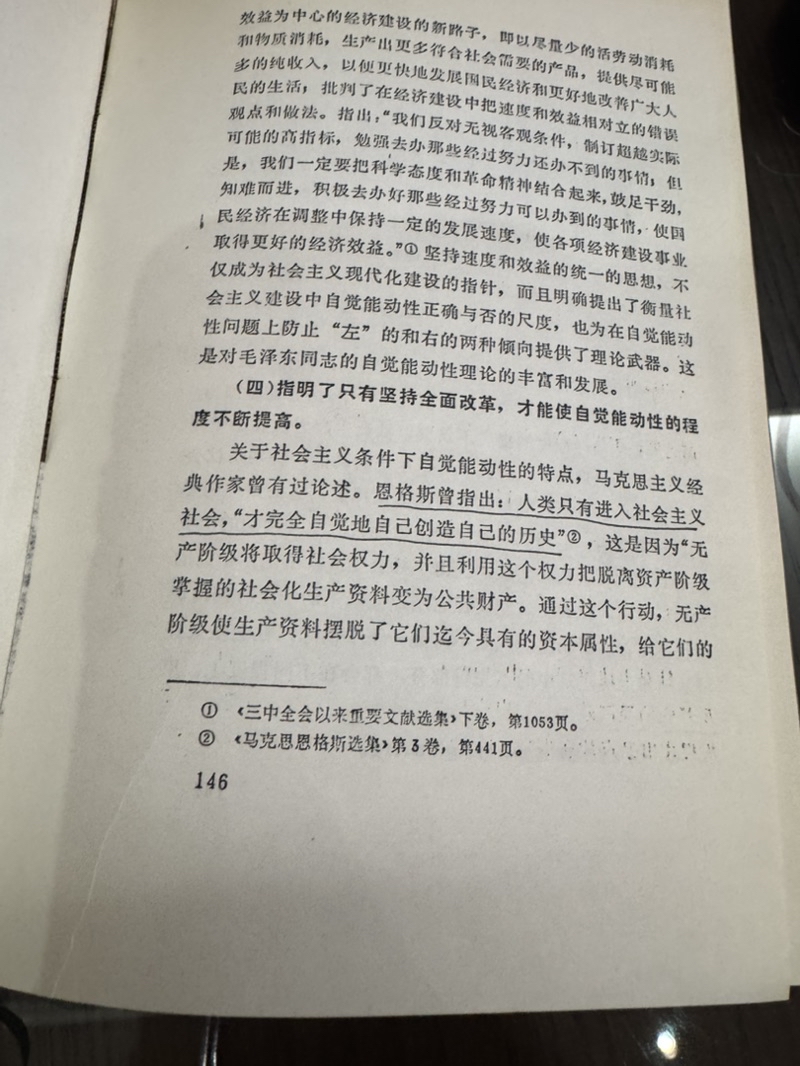 效益为中心的经济建设的新路子，即以尽量少的活劳动消耗
和物质消耗，生产出更多符合社会需要的产品，提供尽可能
多的纯收入，以便更快地发展国民经济和更好地改善广大人
民的生活；批判了在经济建设中把速度和效益相对立的错误
观点和做法。指出：“我们反对无视客观条件，制订超越实际
可能的高指标，勉强去办那些经过努力还办不到的事情；但
是，我们一定要把科学态度和革命精神结合起来，鼓足干劲，
知难而进，积极去办好那些经过努力可以办到的事情，使国
民经济在调整中保持一定的发展速度，使各项经济建设事业
取得更好的经济效益。”①坚持速度和效益的统一的思想，不
仅成为社会主义现代化建设的指针，而且明确提出了衡量社
会主义建设中自觉能动性正确与否的尺度，也为在自觉能动
性问题上防止“左”的和右的两种倾向提供了理论武器。这
是对毛泽东同志的自觉能动性理论的丰富和发展。
（四）指明了只有坚持全面改革，才能使自觉能动性的程
度不断提高。
关于社会主义条件下自觉能动性的特点，马克思主义经
典作家曾有过论述。恩格斯曾指出：人类只有进入社会主义
社会，“才完全自觉地自己创造自己的历史”②，这是因为“无
产阶级将取得社会权力，并且利用这个权力把脱离资产阶级
掌握的社会化生产资料变为公共财产。通过这个行动，无产
阶级使生产资料摆脱了它们迄今具有的资本属性，给它们的
① 《三中全会以来重要文献选集》下卷，第1053页。
② 《马克思恩格斯选集》第3卷，第441页。
146